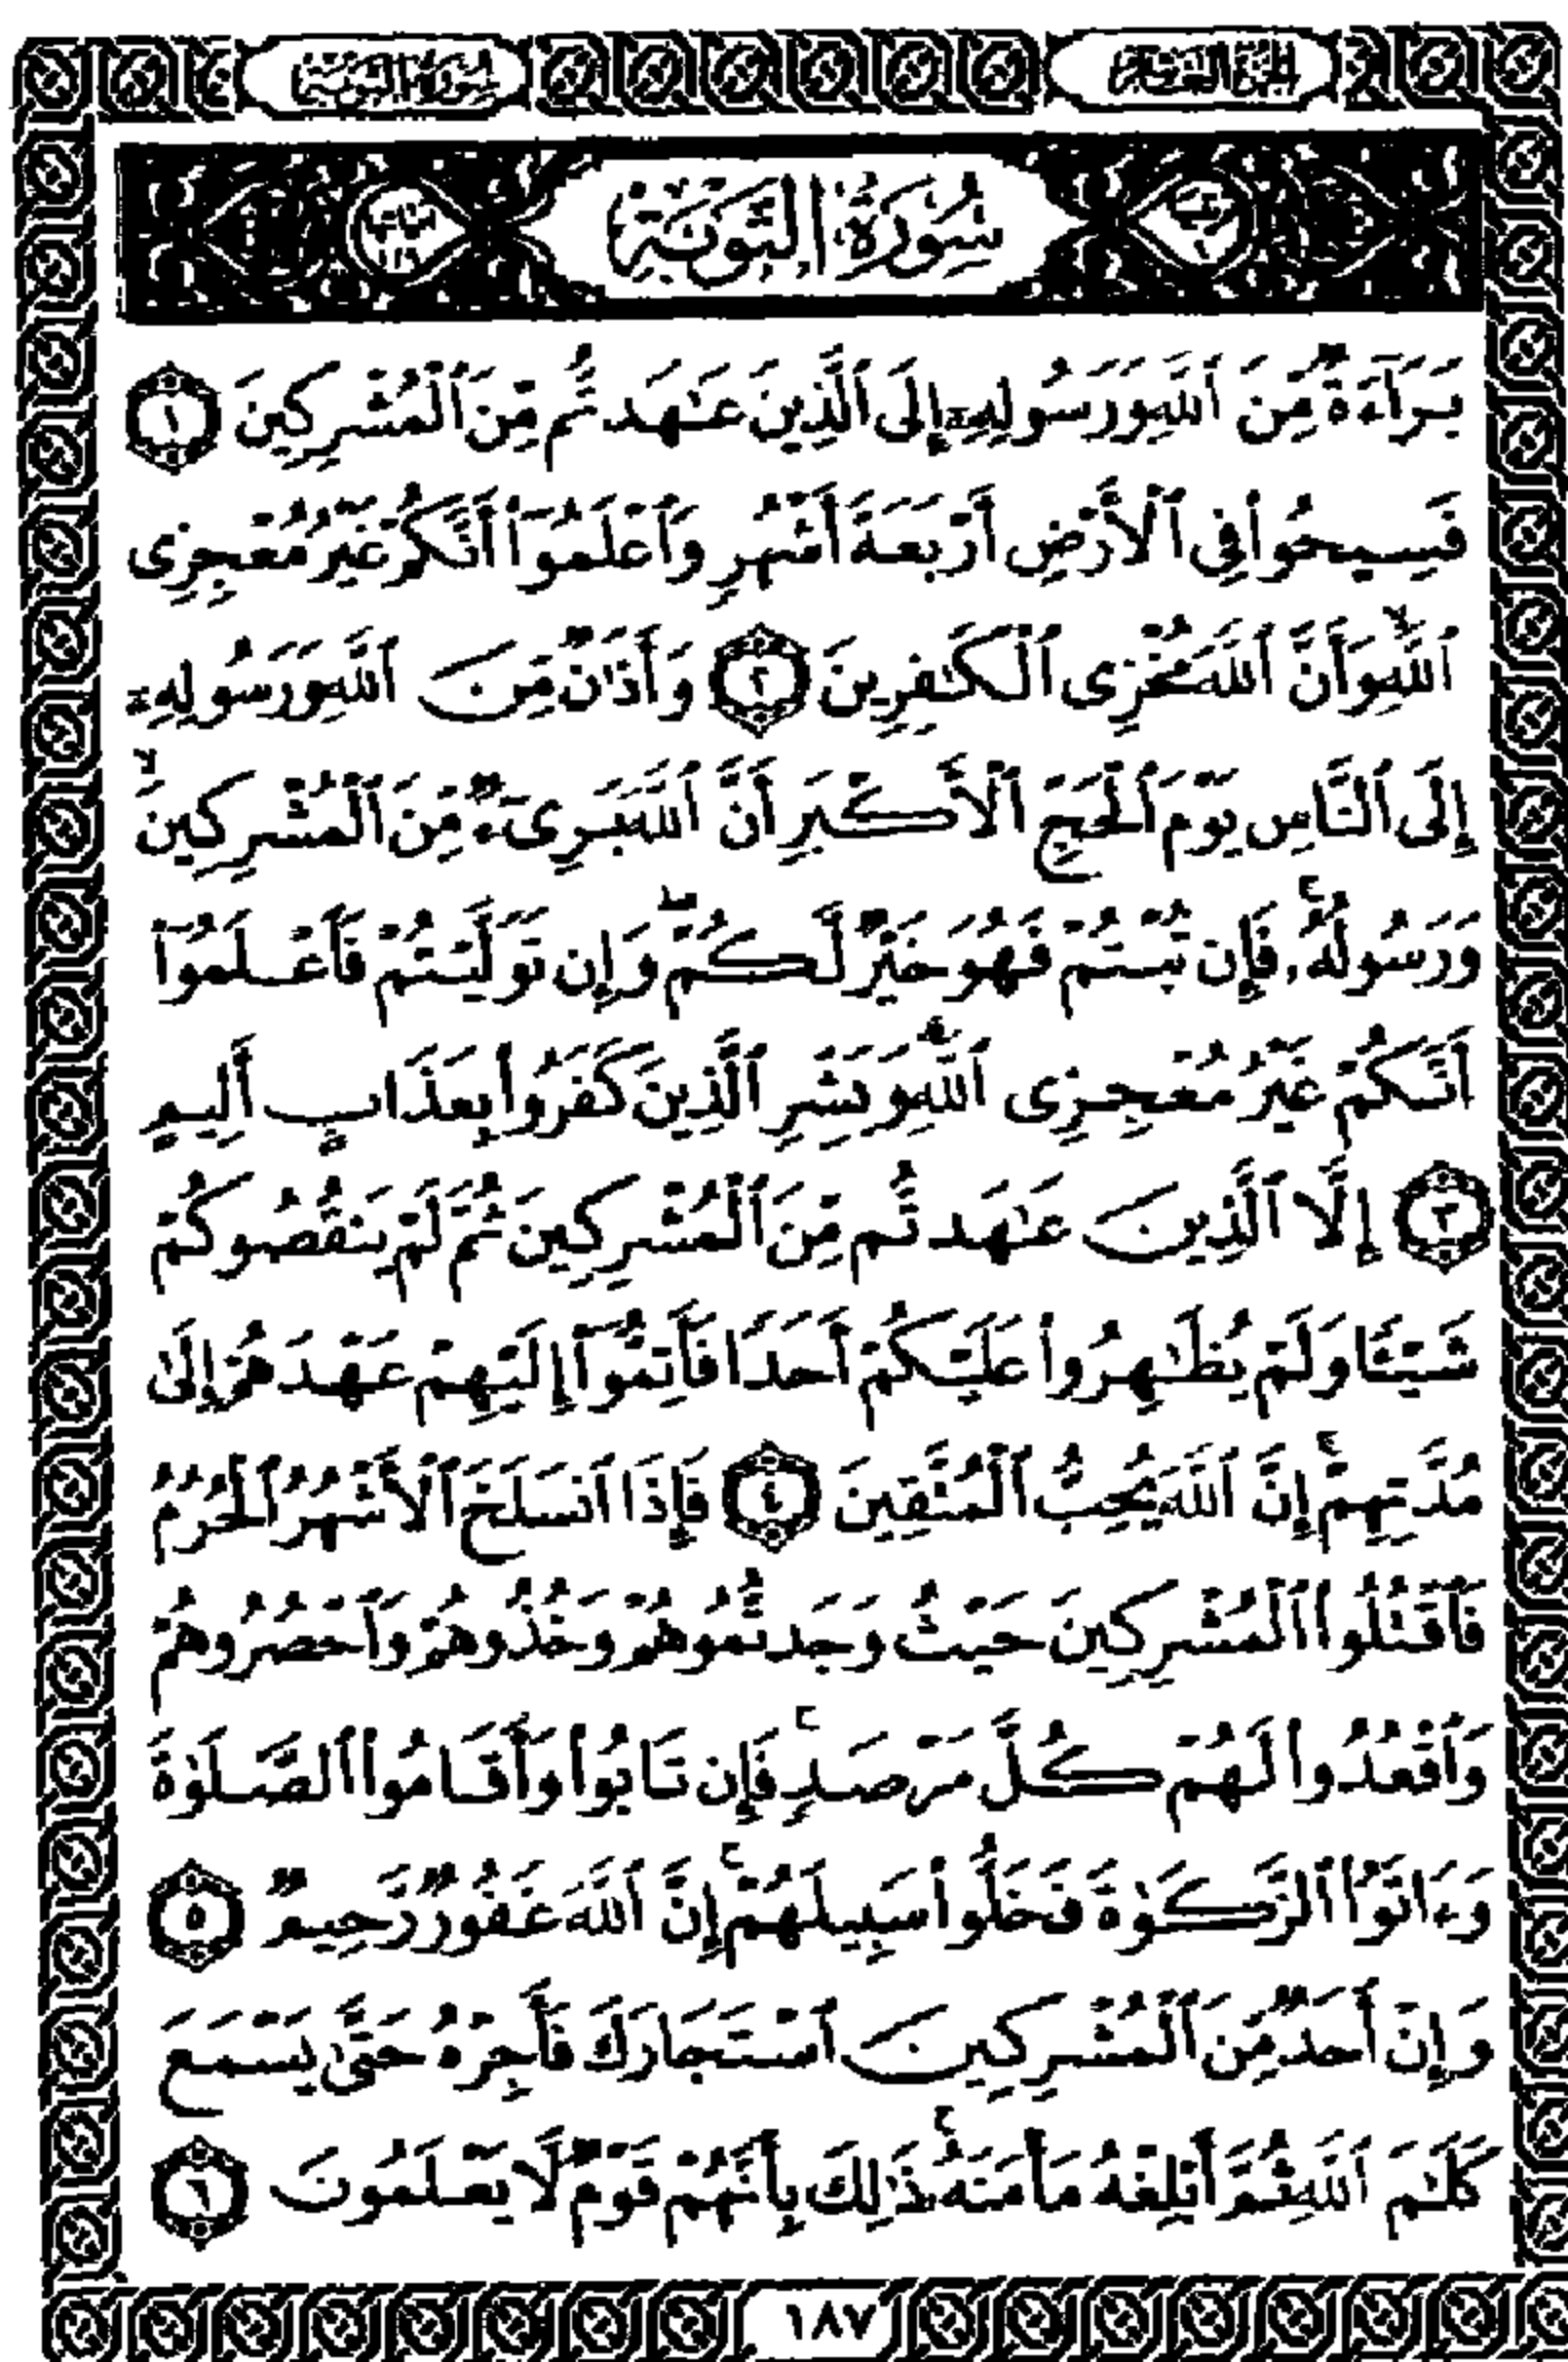 سُورَةُ التَّوْبَةِ
بَرَآءَةٌ مِّنَ ٱللَّهِ وَرَسُولِهِۦٓ إِلَى ٱلَّذِينَ عَـٰهَدتُّم مِّنَ ٱلْمُشْرِكِينَ ١
فَسِيحُوا۟ فِى ٱلْأَرْضِ أَرْبَعَةَ أَشْهُرٍ وَٱعْلَمُوٓا۟ أَنَّكُمْ غَيْرُ مُعْجِزِى
ٱللَّهِ ۙ وَأَنَّ ٱللَّهَ مُخْزِى ٱلْكَـٰفِرِينَ ٢ وَأَذَٰنٌ مِّنَ ٱللَّهِ وَرَسُولِهِۦٓ
إِلَى ٱلنَّاسِ يَوْمَ ٱلْحَجِّ ٱلْأَكْبَرِ أَنَّ ٱللَّهَ بَرِىٓءٌ مِّنَ ٱلْمُشْرِكِينَ ۙ
وَرَسُولُهُۥ ۚ فَإِن تُبْتُمْ فَهُوَ خَيْرٌ لَّكُمْ ۖ وَإِن تَوَلَّيْتُمْ فَٱعْلَمُوٓا۟
أَنَّكُمْ غَيْرُ مُعْجِزِى ٱللَّهِ ۗ وَبَشِّرِ ٱلَّذِينَ كَفَرُوا۟ بِعَذَابٍ أَلِيمٍ
٣ إِلَّا ٱلَّذِينَ عَـٰهَدتُّم مِّنَ ٱلْمُشْرِكِينَ ثُمَّ لَمْ يَنقُصُوكُمْ
شَيْـًٔا وَلَمْ يُظَـٰهِرُوا۟ عَلَيْكُمْ أَحَدًا فَأَتِمُّوٓا۟ إِلَيْهِمْ عَهْدَهُمْ إِلَىٰ
مُدَّتِهِمْ ۚ إِنَّ ٱللَّهَ يُحِبُّ ٱلْمُتَّقِينَ ٤ فَإِذَا ٱنسَلَخَ ٱلْأَشْهُرُ ٱلْحُرُمُ
فَٱقْتُلُوا۟ ٱلْمُشْرِكِينَ حَيْثُ وَجَدتُّمُوهُمْ وَخُذُوهُمْ وَٱحْصُرُوهُمْ
وَٱقْعُدُوا۟ لَهُمْ كُلَّ مَرْصَدٍ ۚ فَإِن تَابُوا۟ وَأَقَامُوا۟ ٱلصَّلَوٰةَ
وَءَاتَوُا۟ ٱلزَّكَوٰةَ فَخَلُّوا۟ سَبِيلَهُمْ ۚ إِنَّ ٱللَّهَ غَفُورٌ رَّحِيمٌ ٥
وَإِنْ أَحَدٌ مِّنَ ٱلْمُشْرِكِينَ ٱسْتَجَارَكَ فَأَجِرْهُ حَتَّىٰ يَسْمَعَ
كَلَـٰمَ ٱللَّهِ ثُمَّ أَبْلِغْهُ مَأْمَنَهُۥ ۚ ذَٰلِكَ بِأَنَّهُمْ قَوْمٌ لَّا يَعْلَمُونَ ٦
١٨٧